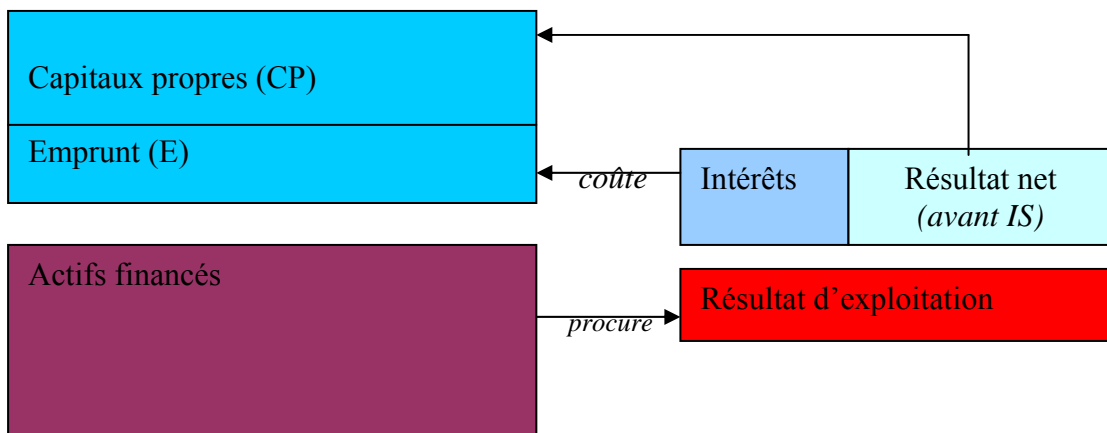 Capitaux propres (CP)
Emprunt (E)
coûte
Intérêts
Résultat net
(avant IS)
Actifs financés
procure
Résultat d’exploitation